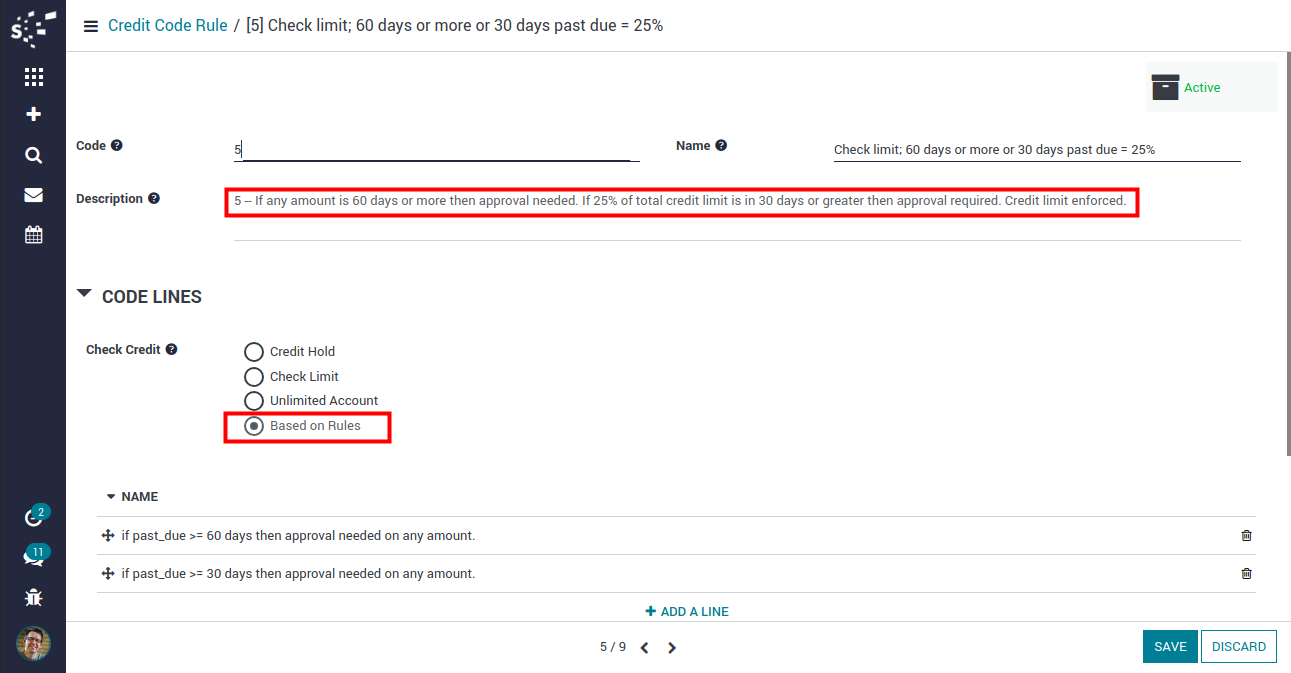 Credit Code Rule / [5] Check limit; 60 days or more or 30 days past due = 25%
Active
Code
5
Name
Check limit; 60 days or more or 30 days past due = 25%
Description
5 -- If any amount is 60 days or more then approval needed. If 25% of total credit limit is in 30 days or greater then approval required. Credit limit enforced.
CODE LINES
Check Credit
Credit Hold
Check Limit
Unlimited Account
Based on Rules
NAME
if past_due >= 60 days then approval needed on any amount.
if past_due >= 30 days then approval needed on any amount.
ADD A LINE
2
11
5 / 9
SAVE
DISCARD